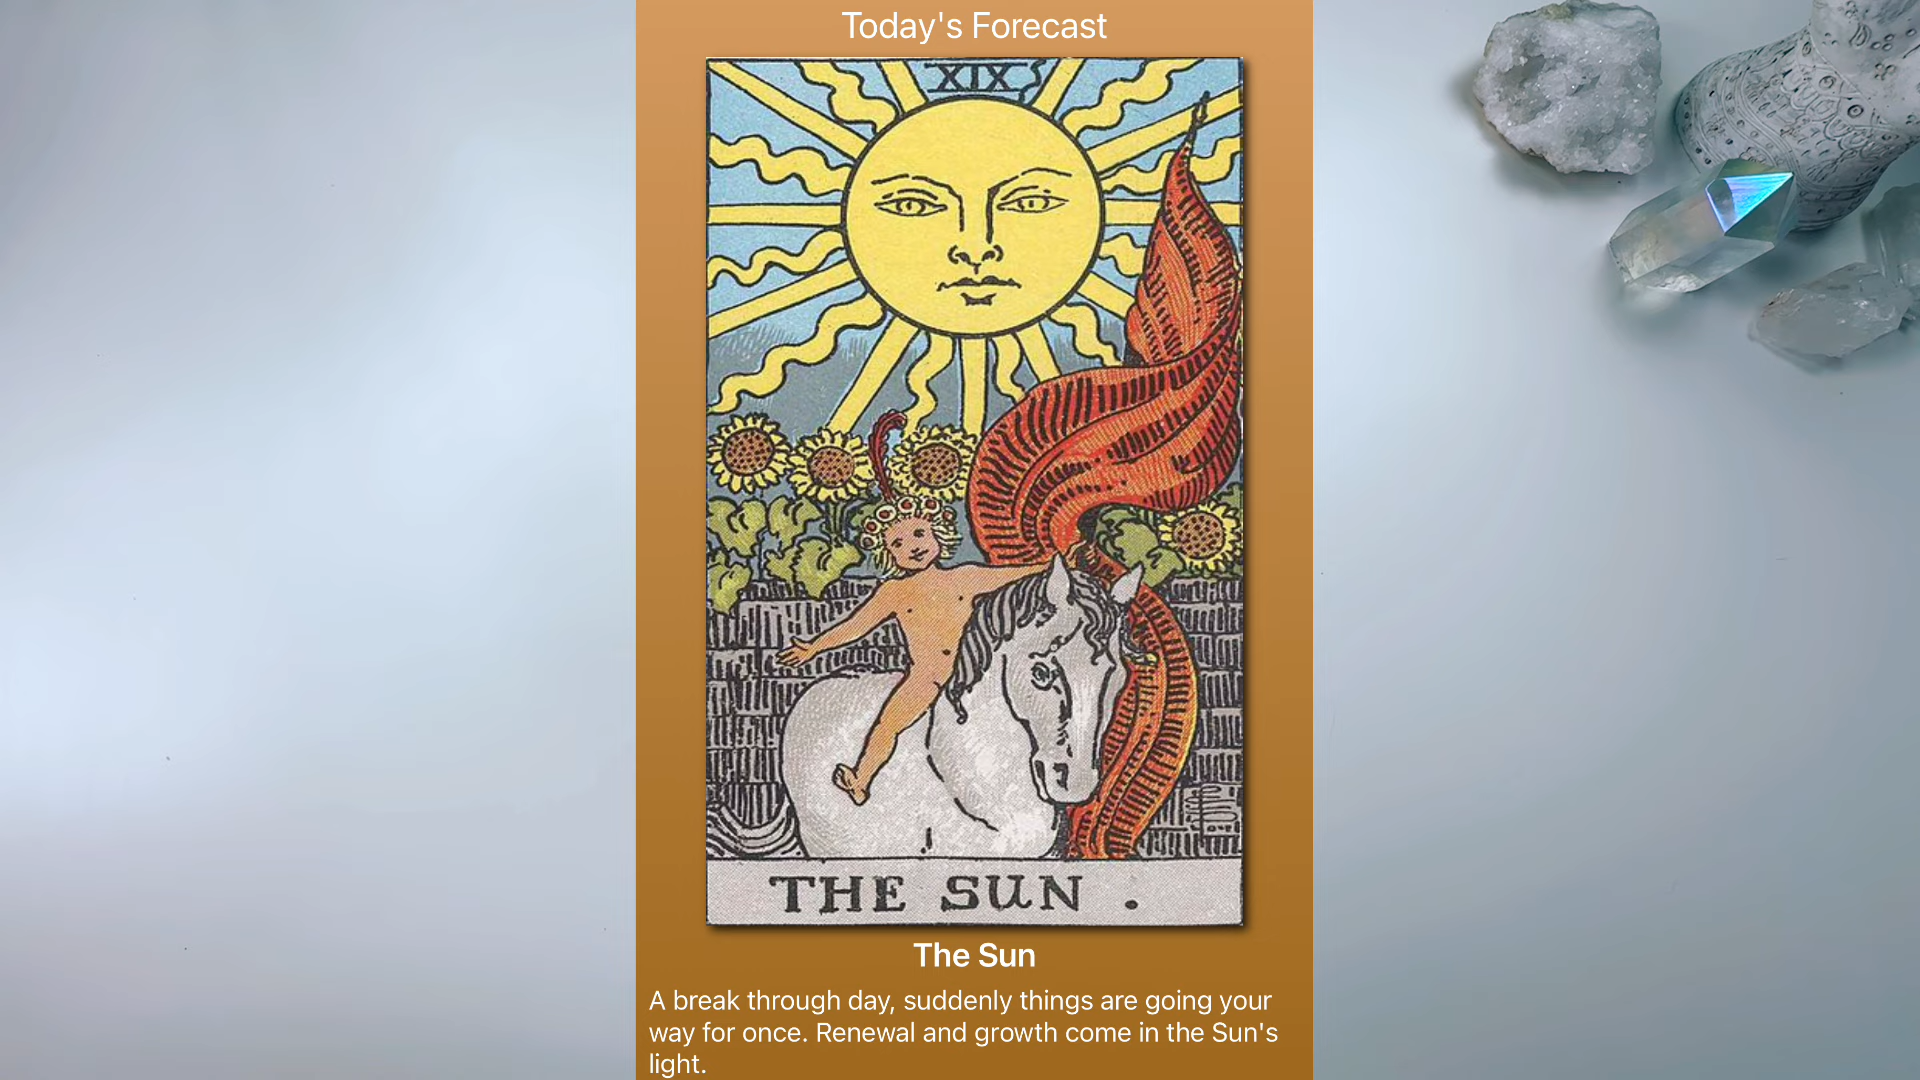 Today's Forecast
XIX
THE SUN .
The Sun
A break through day, suddenly things are going your
way for once. Renewal and growth come in the Sun's
light.